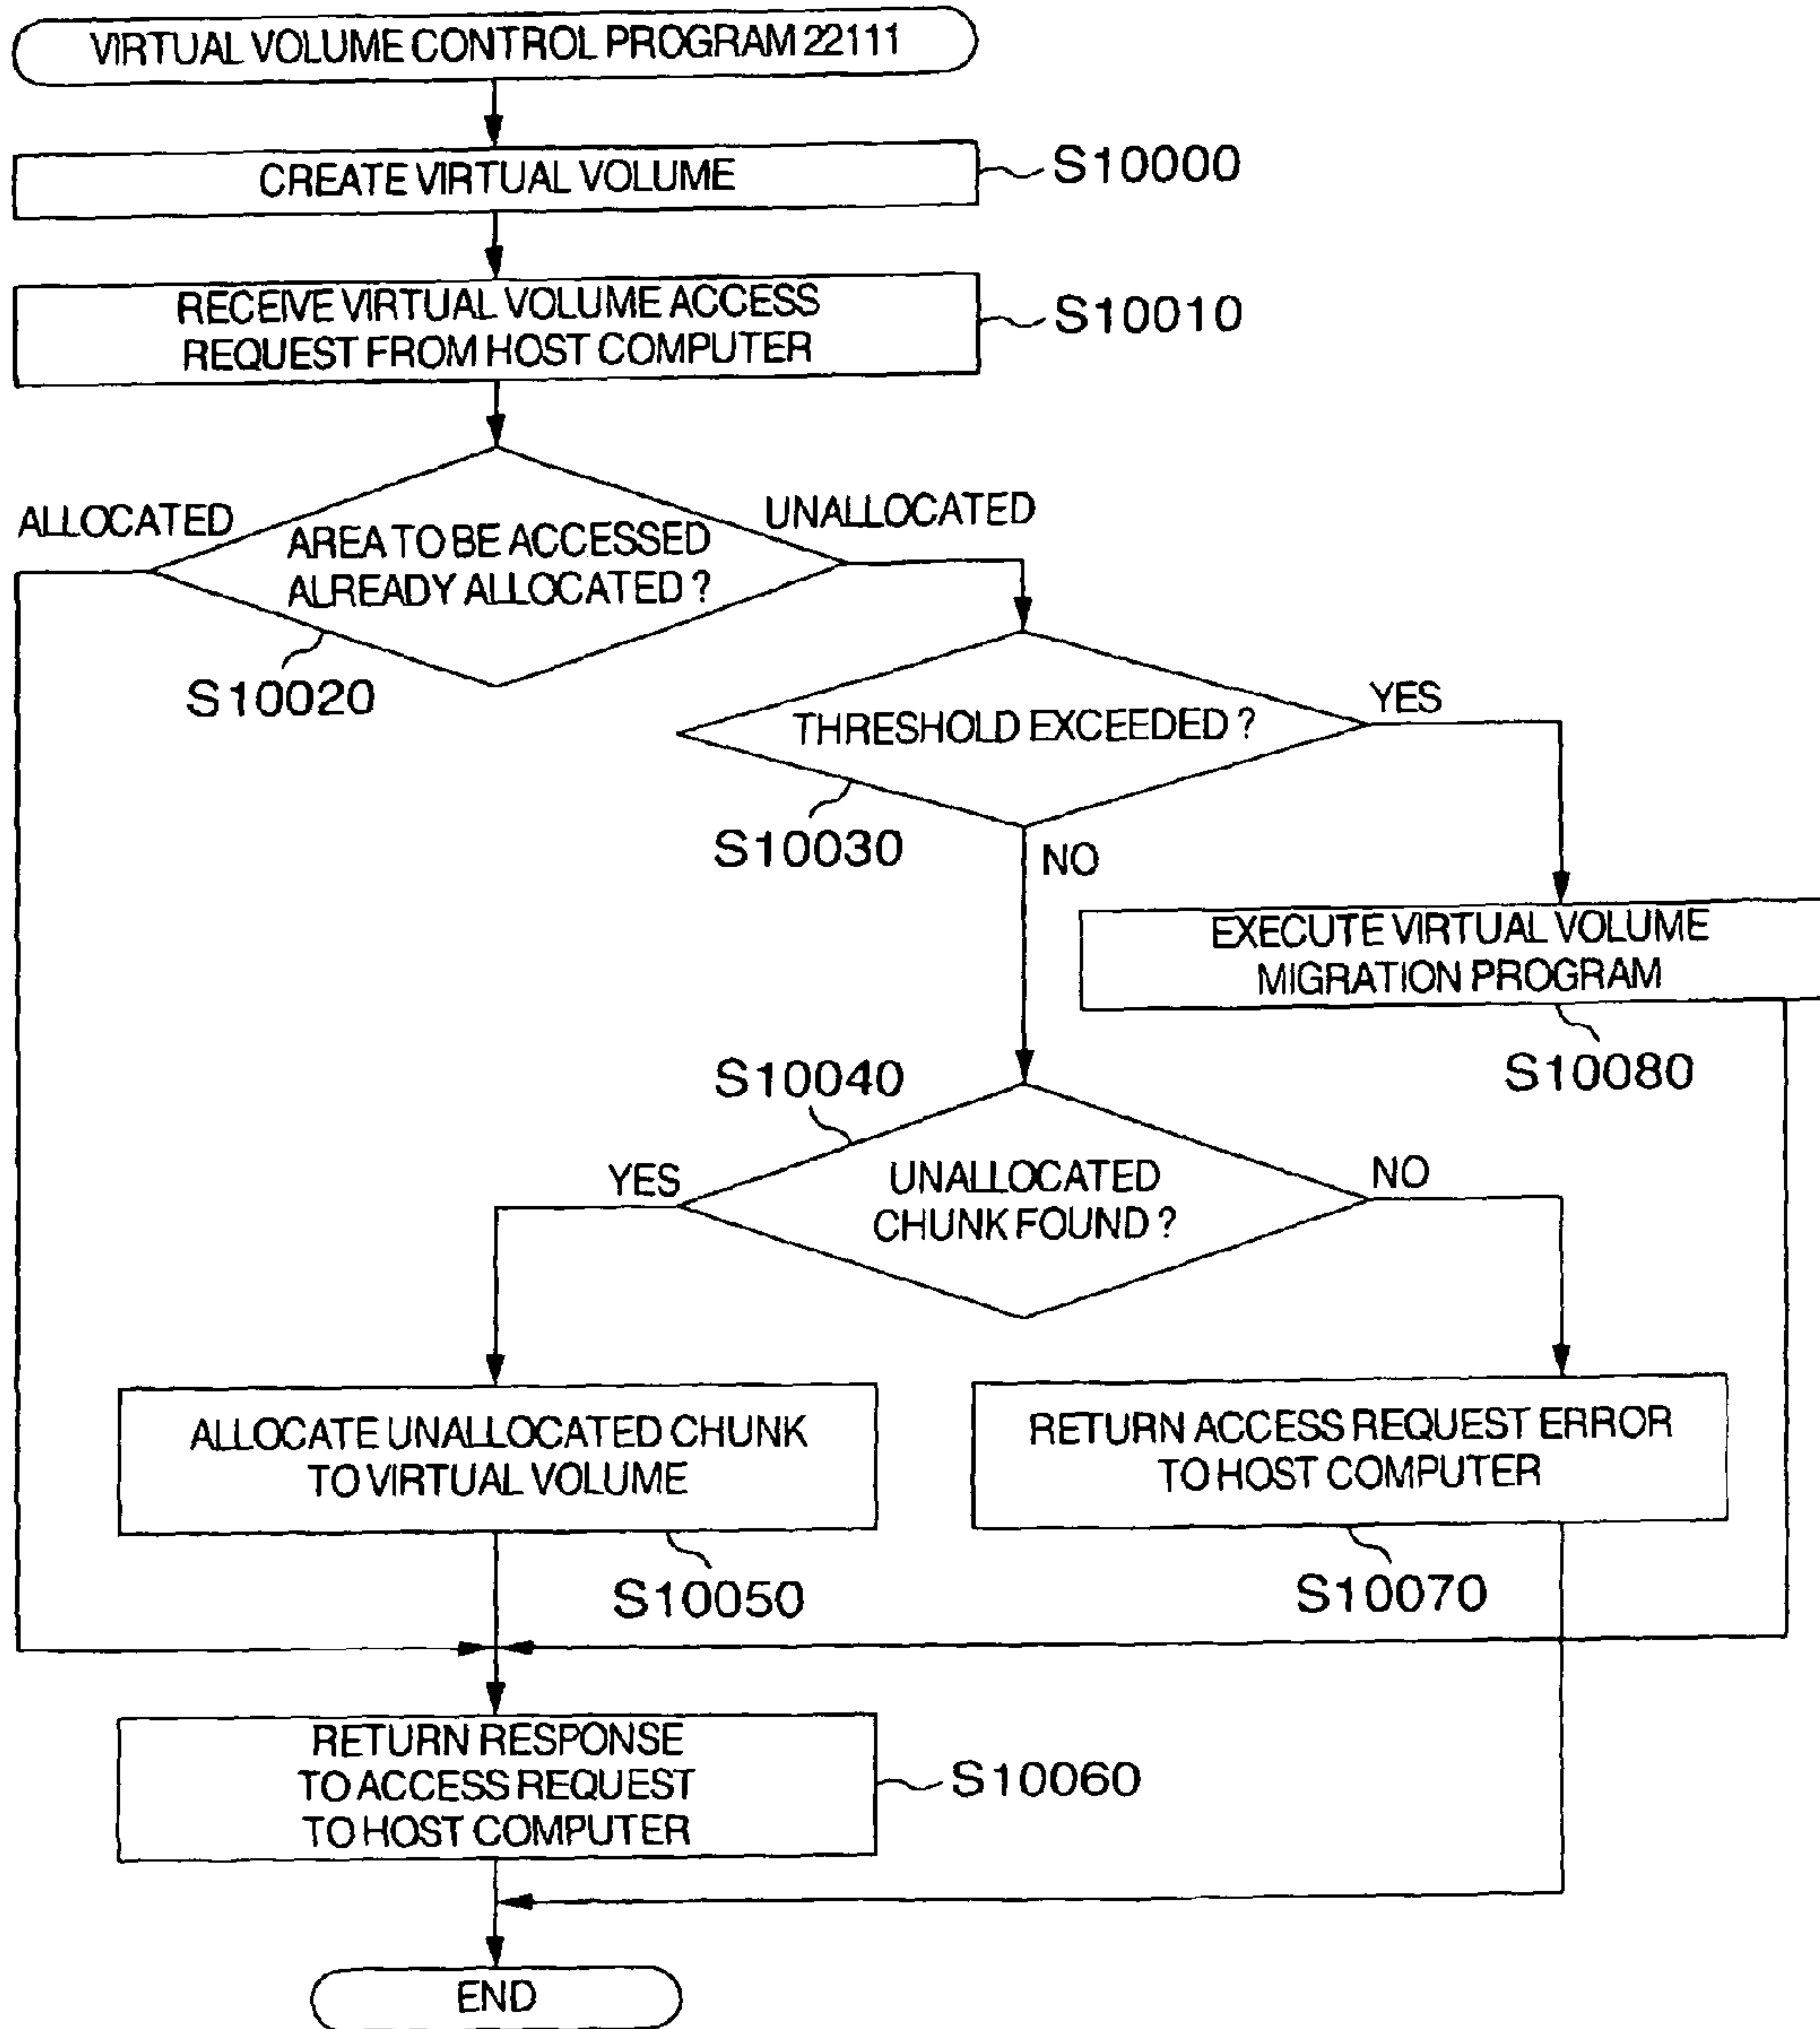 VIRTUAL VOLUME CONTROL PROGRAM 22111
CREATE VIRTUAL VOLUME
S10000
RECEIVE VIRTUAL VOLUME ACCESS
REQUEST FROM HOST COMPUTER
S10010
ALLOCATED
UNALLOCATED
AREA TO BE ACCESSED
ALREADY ALLOCATED ?
S10020
YES
THRESHOLD EXCEEDED ?
S10030
NO
EXECUTE VIRTUAL VOLUME
MIGRATION PROGRAM
S10080
S10040
YES
NO
UNALLOCATED
CHUNK FOUND ?
ALLOCATE UNALLOCATED CHUNK
TO VIRTUAL VOLUME
RETURN ACCESS REQUEST ERROR
TO HOST COMPUTER
S10050
S10070
RETURN RESPONSE
TO ACCESS REQUEST
TO HOST COMPUTER
S10060
END